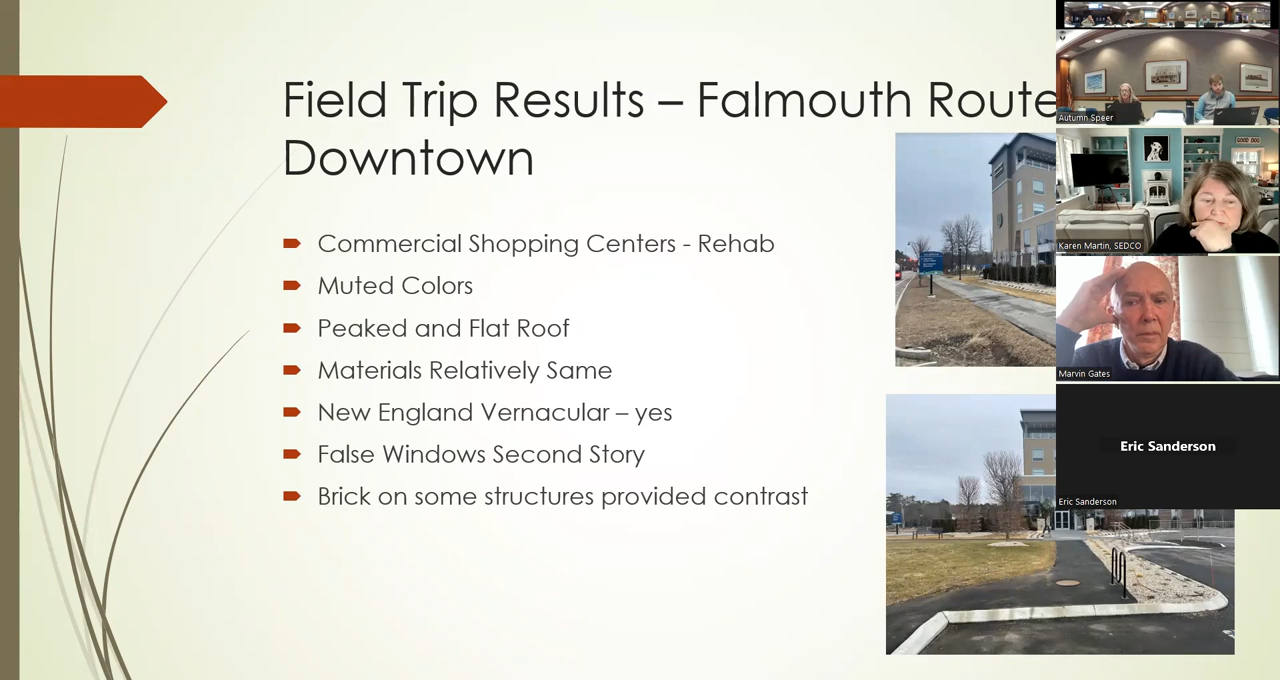 Field Trip Results – Falmouth Route
Downtown
Commercial Shopping Centers - Rehab
Muted Colors
Peaked and Flat Roof
Materials Relatively Same
New England Vernacular – yes
False Windows Second Story
Brick on some structures provided contrast
Autumn Speer
GOOD DOG
Karen Martin, SEDCO
Marvin Gates
Eric Sanderson
Eric Sanderson